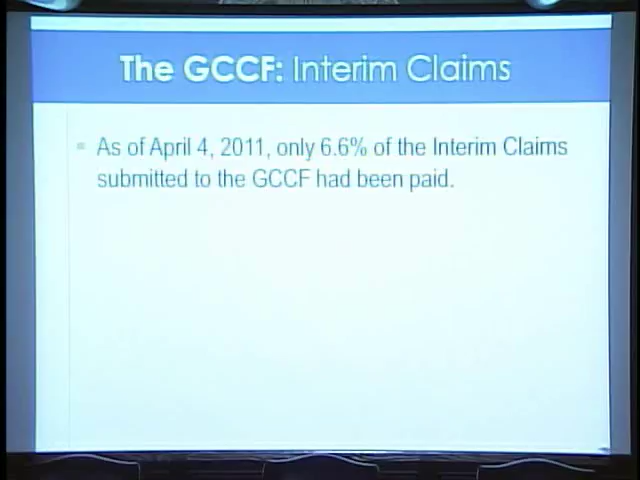 The GCCF: Interim Claims
As of April 4, 2011, only 6.6% of the Interim Claims
submitted to the GCCF had been paid.